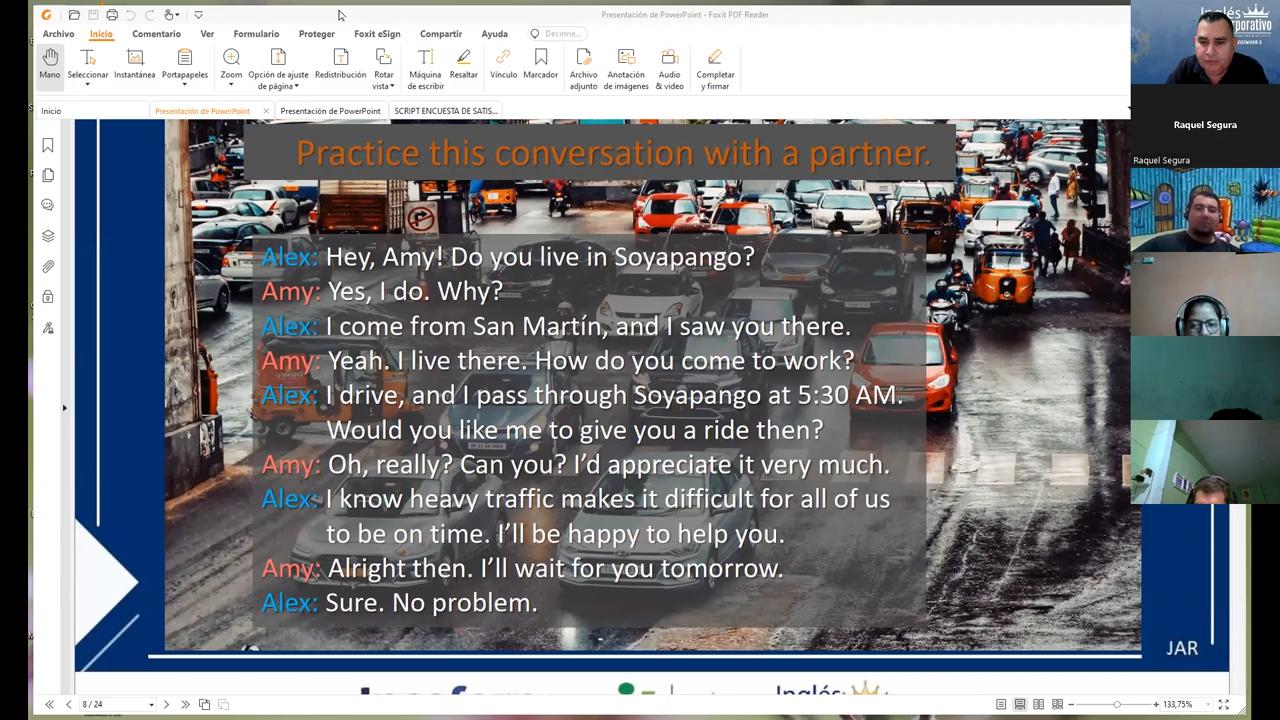 Presentación de PowerPoint - Foxit PDF Reader
Archivo Inicio Comentario Ver Formulario Proteger Foxit eSign Compartir Ayuda Decirme...
Mano Seleccionar Instantánea Portapapeles Zoom Opción de ajuste de página Redistribución Rotar vista Máquina de escribir Resaltar Vínculo Marcador Archivo adjunto Anotación de imágenes Audio & video Completar y firmar
Inicio Presentación de PowerPoint Presentación de PowerPoint SCRIPT ENCUESTA DE SATIS...
Practice this conversation with a partner.
Alex: Hey, Amy! Do you live in Soyapango?
Amy: Yes, I do. Why?
Alex: I come from San Martín, and I saw you there.
Amy: Yeah. I live there. How do you come to work?
Alex: I drive, and I pass through Soyapango at 5:30 AM.
Would you like me to give you a ride then?
Amy: Oh, really? Can you? I'd appreciate it very much.
Alex: I know heavy traffic makes it difficult for all of us
to be on time. I'll be happy to help you.
Amy: Alright then. I'll wait for you tomorrow.
Alex: Sure. No problem.
JAR
8 / 24
133,75%
Inglés
Raquel Segura
Raquel Segura